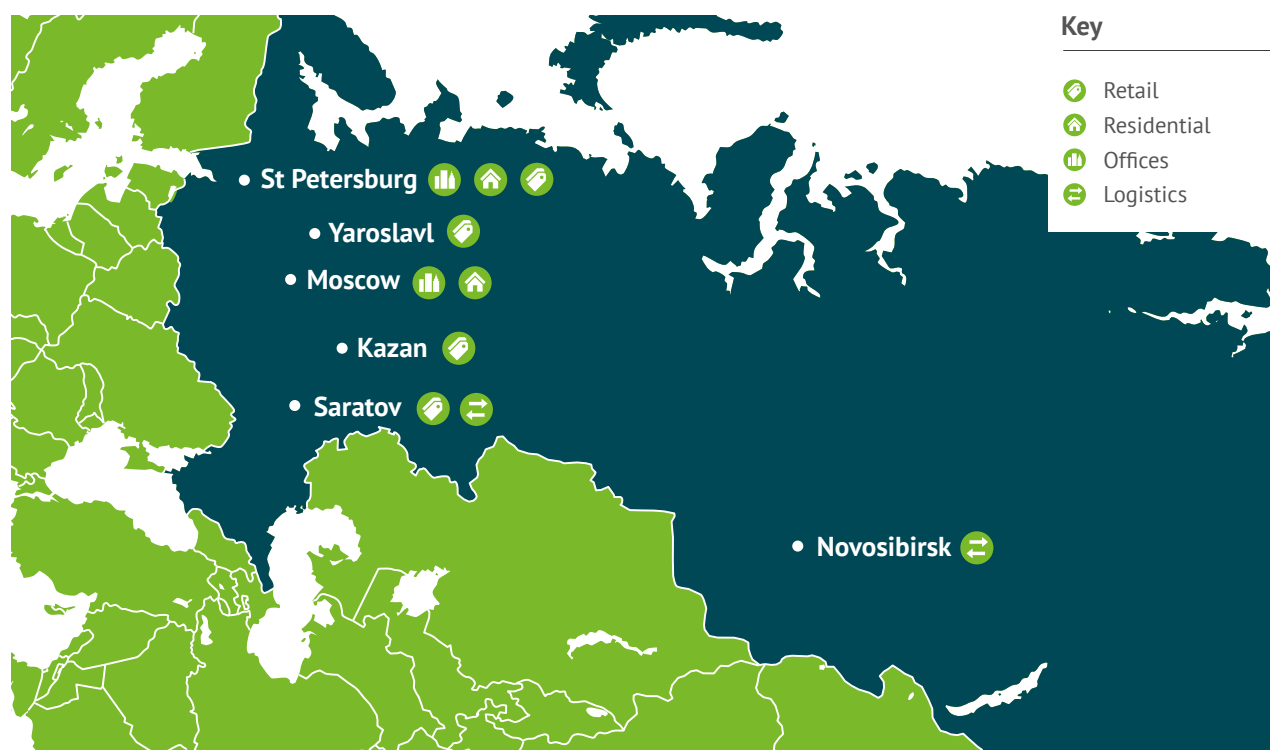 Key
Retail
Residential
Offices
Logistics
St Petersburg
Yaroslavl
Moscow
Kazan
Saratov
Novosibirsk